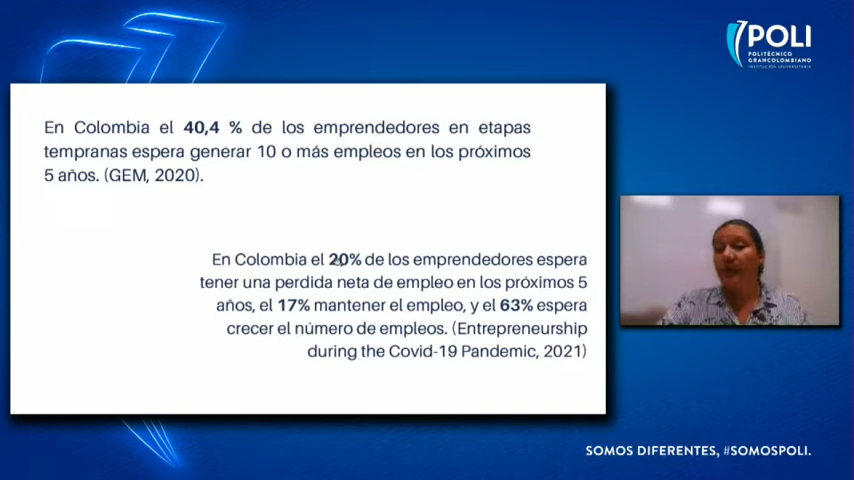 POLI
POLITÉCNICO
GRANCOLOMBIANO
INSTITUCIÓN UNIVERSITARIA
En Colombia el 40,4 % de los emprendedores en etapas
tempranas espera generar 10 o más empleos en los próximos
5 años. (GEM, 2020).
En Colombia el 20% de los emprendedores espera
tener una perdida neta de empleo en los próximos 5
años, el 17% mantener el empleo, y el 63% espera
crecer el número de empleos. (Entrepreneurship
during the Covid-19 Pandemic, 2021)
SOMOS DIFERENTES, #SOMOSPOLI.